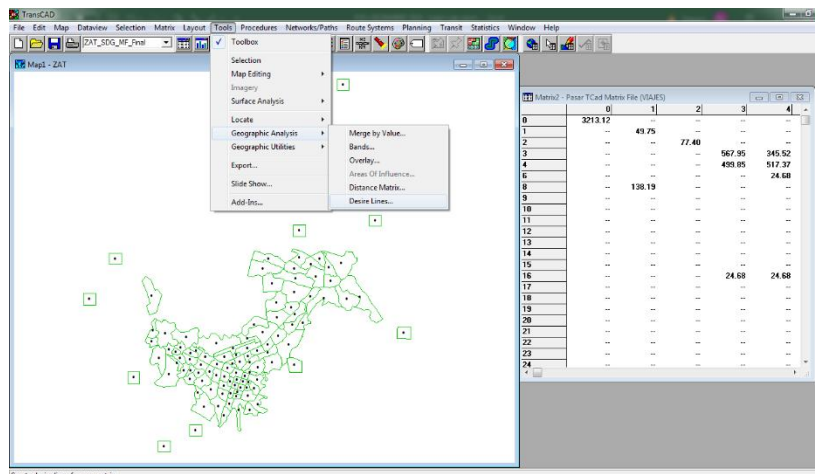 TransCAD
File Edit Map Dataview Selection Matrix Layout Tools Procedures Networks/Paths Route Systems Planning Transit Statistics Window Help
ZAT_SDG_MF_Final
Toolbox
Selection
Map Editing
Imagery
Surface Analysis
Locate
Geographic Analysis
Geographic Utilities
Export...
Slide Show...
Add-Ins...
Merge by Value...
Bands...
Overlay...
Areas Of Influence...
Distance Matrix...
Desire Lines...
Map1 - ZAT
Matrix2 - Pasar TCad Matrix File (VIAJES)
0 1 2 3 4
0 3213.12 -- -- -- --
1 -- 49.75 -- -- --
2 -- -- 77.40 -- --
3 -- -- -- 567.95 345.52
4 -- -- -- 499.85 517.37
6 -- -- -- -- 24.68
8 -- 138.19 -- -- --
9 -- -- -- -- --
10 -- -- -- -- --
11 -- -- -- -- --
12 -- -- -- -- --
13 -- -- -- -- --
14 -- -- -- -- --
15 -- -- -- -- --
16 -- -- -- 24.68 24.68
17 -- -- -- -- --
18 -- -- -- -- --
19 -- -- -- -- --
20 -- -- -- -- --
21 -- -- -- -- --
22 -- -- -- -- --
23 -- -- -- -- --
24 -- -- -- -- --